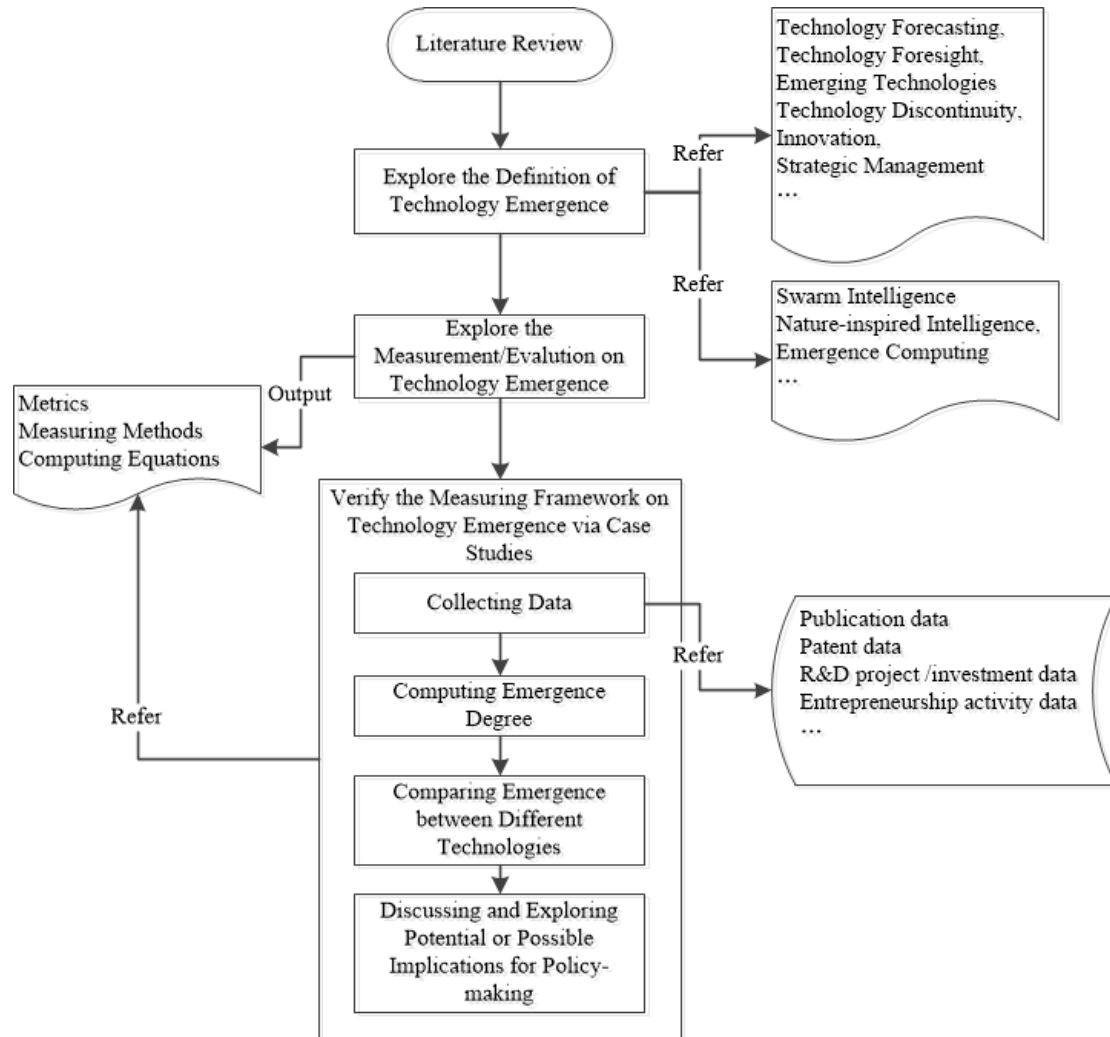 Literature Review
Technology Forecasting,
Technology Foresight,
Emerging Technologies
Technology Discontinuity,
Innovation,
Strategic Management
…
Refer
Explore the Definition of
Technology Emergence
Refer
Swarm Intelligence
Nature-inspired Intelligence,
Emergence Computing
…
Explore the
Measurement/Evalution on
Technology Emergence
Output
Metrics
Measuring Methods
Computing Equations
Verify the Measuring Framework on
Technology Emergence via Case
Studies
Collecting Data
Refer
Publication data
Patent data
R&D project /investment data
Entrepreneurship activity data
…
Computing Emergence
Degree
Refer
Comparing Emergence
between Different
Technologies
Discussing and Exploring
Potential or Possible
Implications for Policy-
making